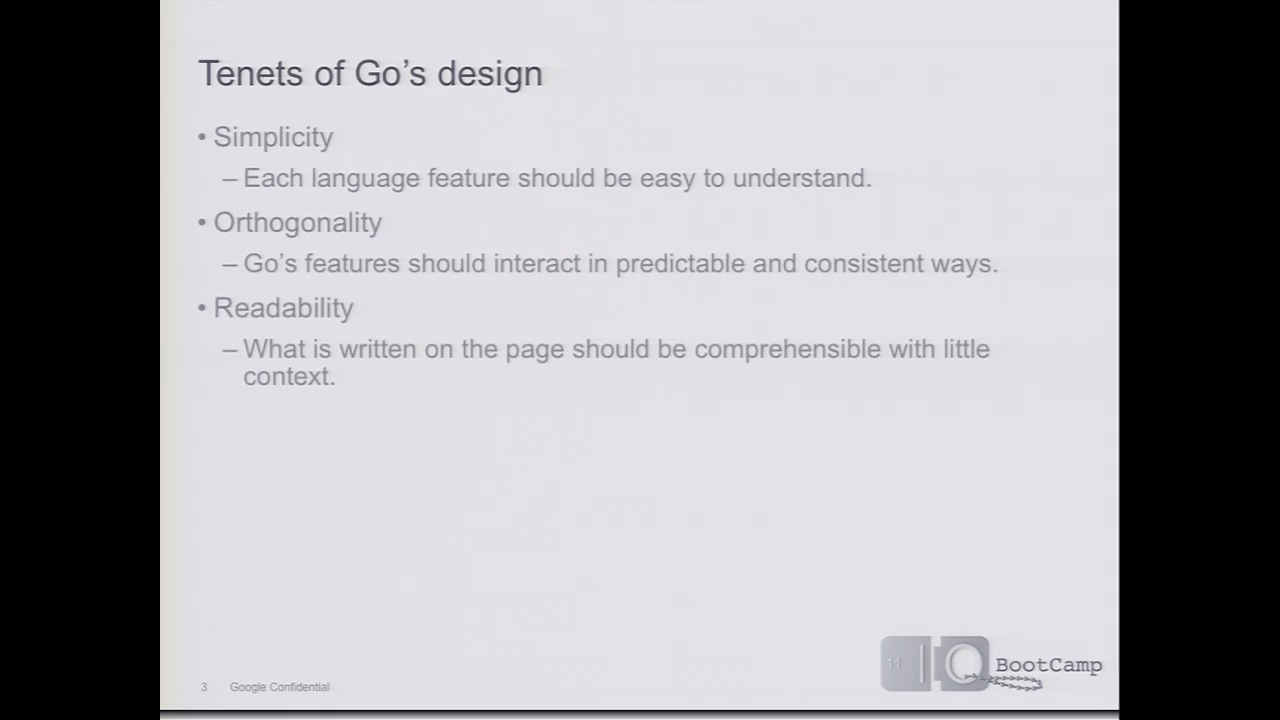 Tenets of Go’s design
• Simplicity
– Each language feature should be easy to understand.
• Orthogonality
– Go’s features should interact in predictable and consistent ways.
• Readability
– What is written on the page should be comprehensible with little
context.
3 Google Confidential
11 IO BootCamp